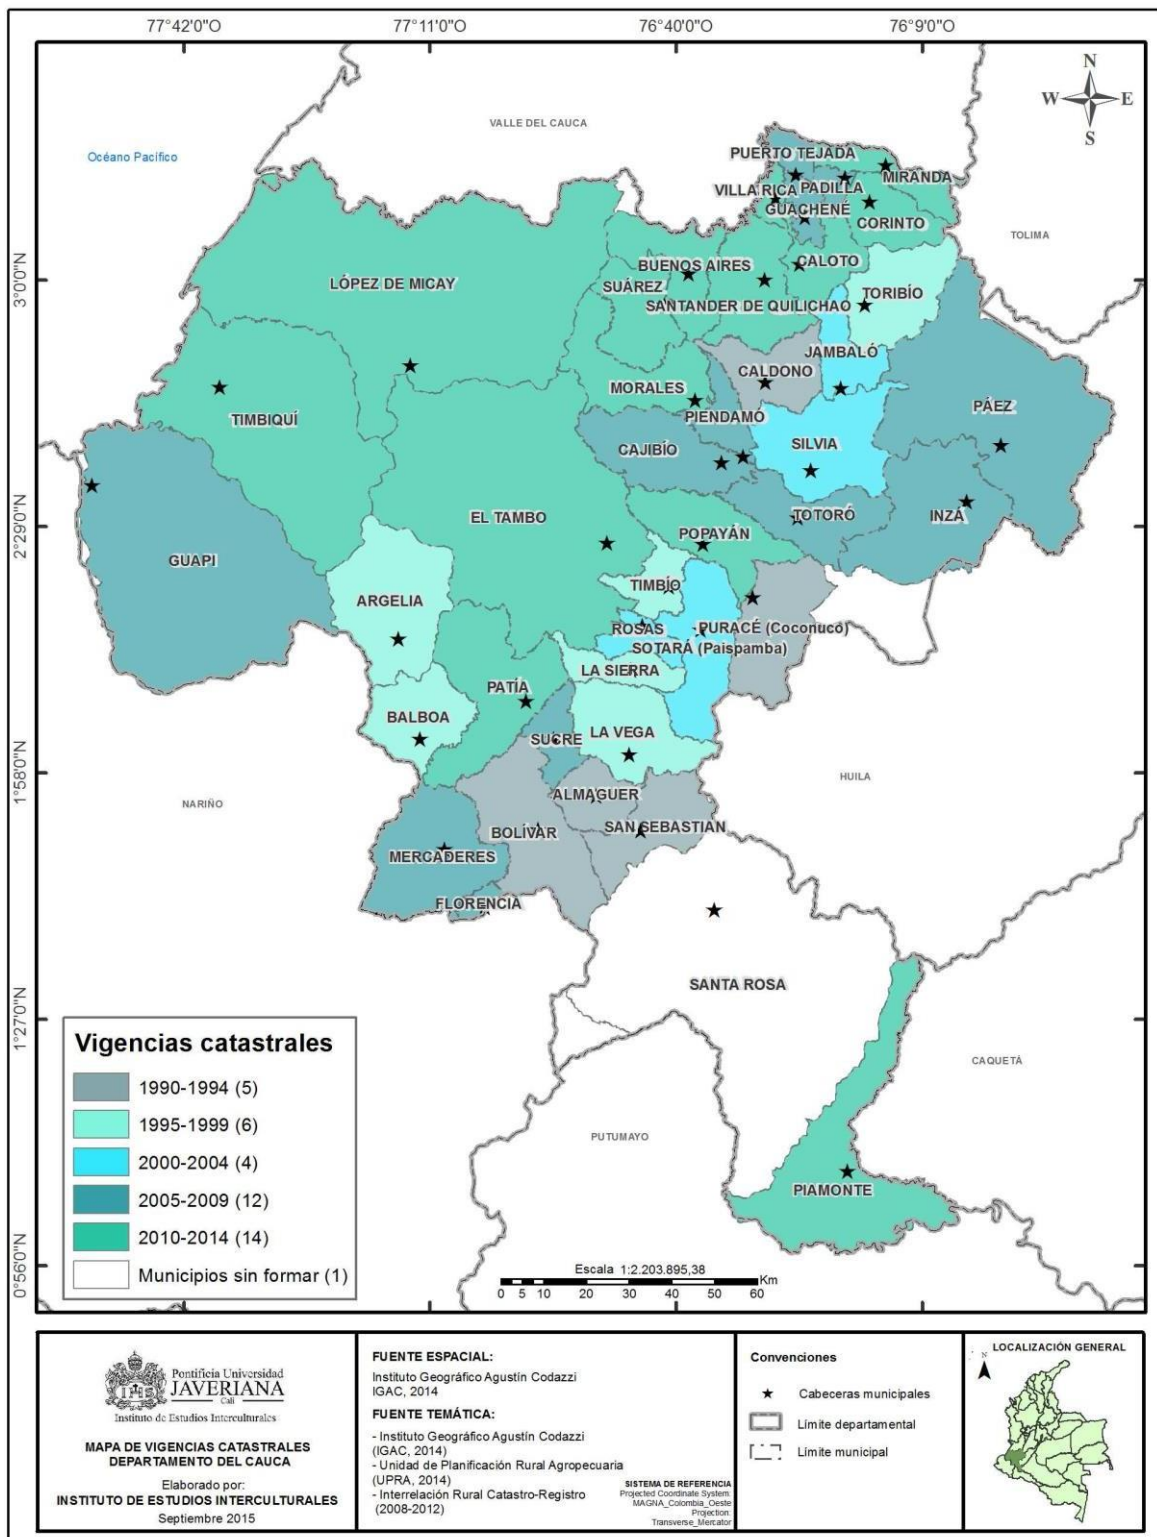 77°42'0"O 77°11'0"O 76°40'0"O 76°9'0"O
N
W E
S
VALLE DEL CAUCA
Océano Pacífico
PUERTO TEJADA
MIRANDA
VILLA RICA PADILLA
GUACHENÉ
CORINTO
TOLIMA
3°0'0"N
LÓPEZ DE MICAY
BUENOS AIRES
CALOTO
SUÁREZ
TORIBÍO
SANTANDER DE QUILICHAO
JAMBALÓ
CALDONO
MORALES
PÁEZ
TIMBIQUÍ
PIENDAMÓ
CAJIBÍO
SILVIA
2°29'0"N
EL TAMBO
TOTORÓ
INZÁ
POPAYÁN
GUAPI
TIMBÍO
ARGELIA
ROSAS
PURACÉ (Coconuco)
SOTARÁ (Paispamba)
LA SIERRA
PATÍA
BALBOA
SUCRE
LA VEGA
1°58'0"N
HUILA
NARIÑO
ALMAGUER
BOLÍVAR
SAN SEBASTIAN
MERCADERES
FLORENCIA
SANTA ROSA
1°27'0"N
CAQUETÁ
PUTUMAYO
PIAMONTE
0°56'0"N
Vigencias catastrales
1990-1994 (5)
1995-1999 (6)
2000-2004 (4)
2005-2009 (12)
2010-2014 (14)
Municipios sin formar (1)
Escala 1:2.203.895,38
Km
0 5 10 20 30 40 50 60
Pontificia Universidad
JAVERIANA
Cali
Instituto de Estudios Interculturales
MAPA DE VIGENCIAS CATASTRALES
DEPARTAMENTO DEL CAUCA
Elaborado por:
INSTITUTO DE ESTUDIOS INTERCULTURALES
Septiembre 2015
FUENTE ESPACIAL:
Instituto Geográfico Agustín Codazzi
IGAC, 2014
FUENTE TEMÁTICA:
- Instituto Geográfico Agustín Codazzi
(IGAC, 2014)
- Unidad de Planificación Rural Agropecuaria
(UPRA, 2014)
- Interrelación Rural Catastro-Registro
(2008-2012)
SISTEMA DE REFERENCIA
Projected Coordinate System:
MAGNA_Colombia_Oeste
Projection:
Transverse_Mercator
Convenciones
Cabeceras municipales
Límite departamental
Límite municipal
LOCALIZACIÓN GENERAL
N
IHS